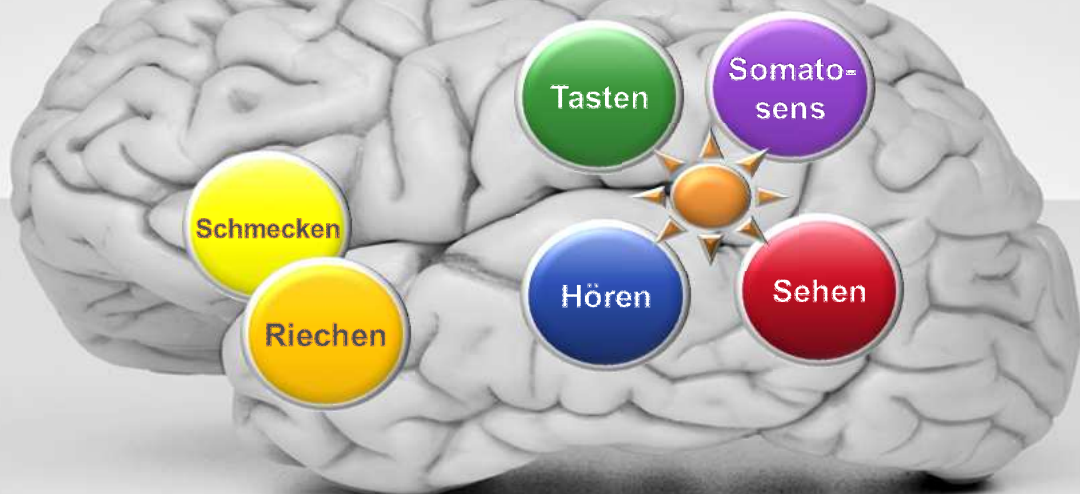 Tasten
Somato-
sens
Schmecken
Riechen
Hören
Sehen